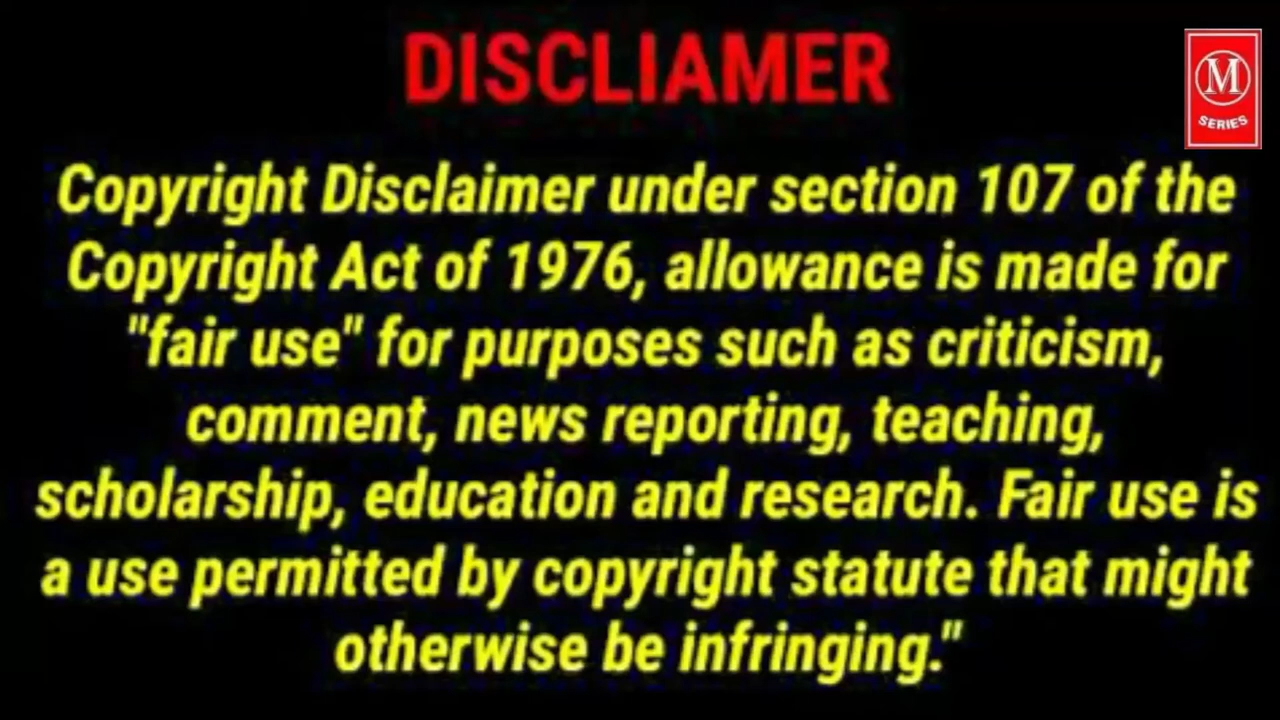 DISCLIAMER
M
SERIES
Copyright Disclaimer under section 107 of the
Copyright Act of 1976, allowance is made for
"fair use" for purposes such as criticism,
comment, news reporting, teaching,
scholarship, education and research. Fair use is
a use permitted by copyright statute that might
otherwise be infringing."